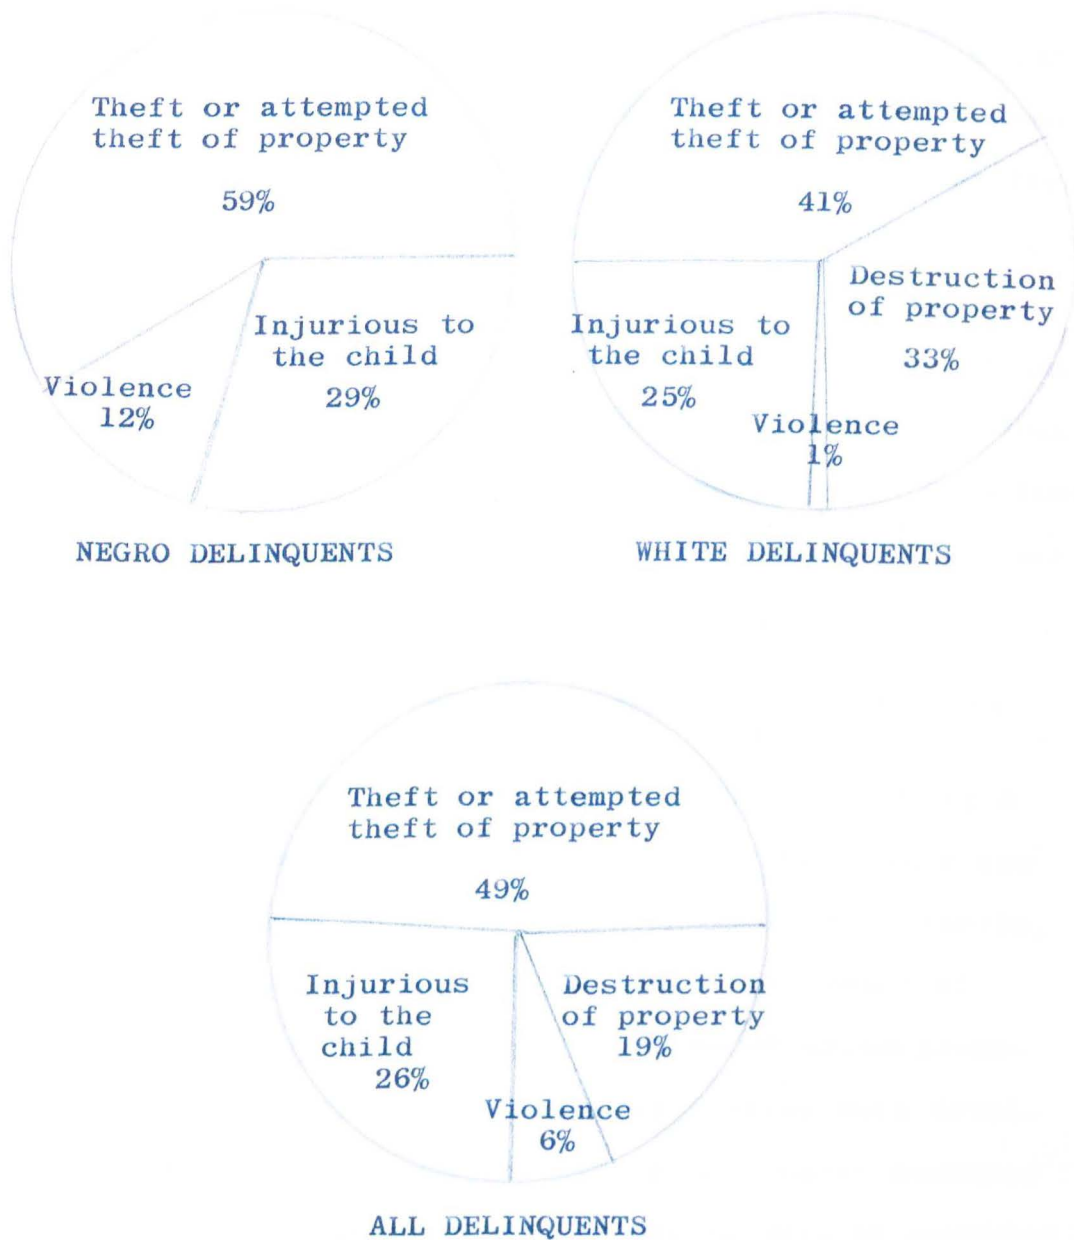 Theft or attempted
theft of property
59%
Injurious to
the child
29%
Violence
12%
NEGRO DELINQUENTS
Theft or attempted
theft of property
41%
Destruction
of property
33%
Injurious to
the child
25%
Violence
1%
WHITE DELINQUENTS
Theft or attempted
theft of property
49%
Injurious
to the
child
26%
Destruction
of property
19%
Violence
6%
ALL DELINQUENTS